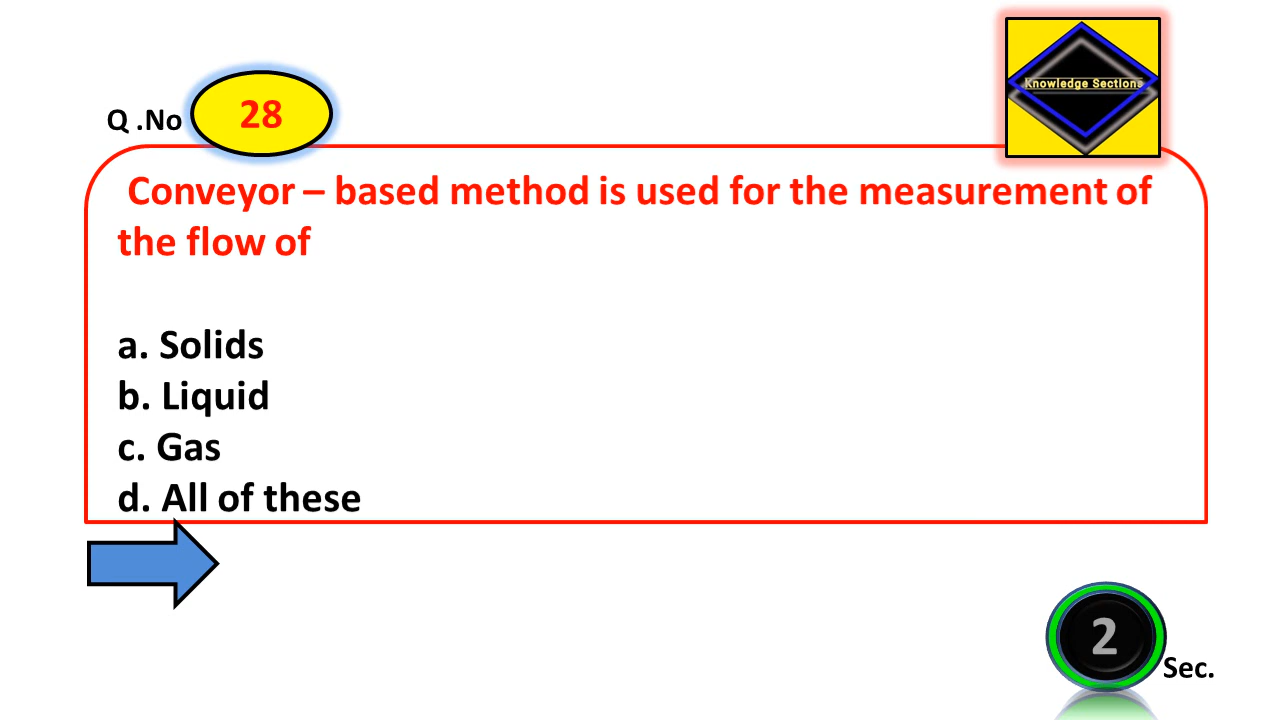 Knowledge Sections
Q .No 28
Conveyor – based method is used for the measurement of
the flow of
a. Solids
b. Liquid
c. Gas
d. All of these
2 Sec.